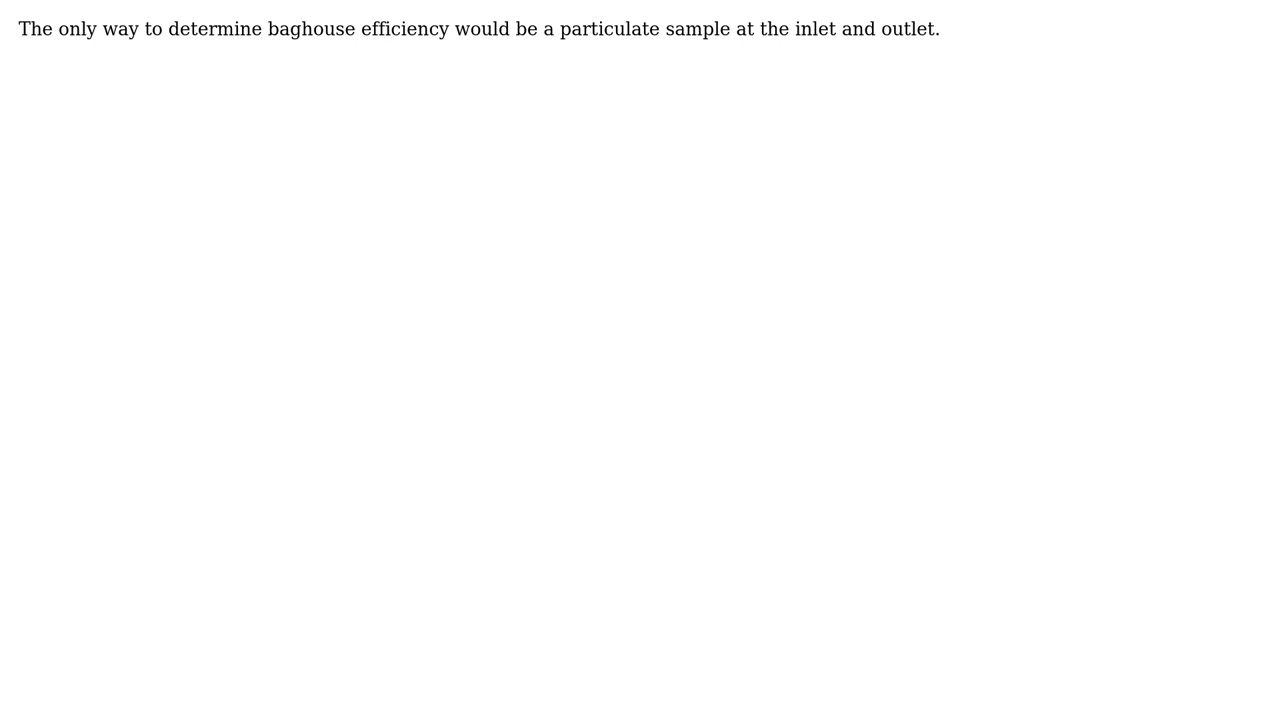 The only way to determine baghouse efficiency would be a particulate sample at the inlet and outlet.